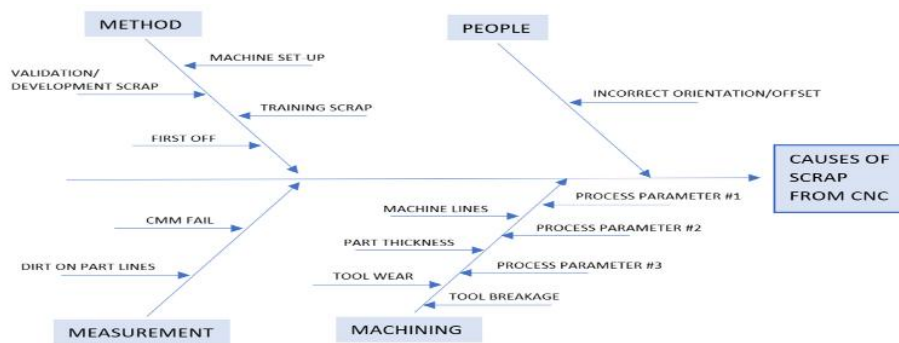 METHOD
PEOPLE
MACHINE SET-UP
VALIDATION/
DEVELOPMENT SCRAP
TRAINING SCRAP
FIRST OFF
INCORRECT ORIENTATION/OFFSET
CAUSES OF
SCRAP
FROM CNC
CMM FAIL
DIRT ON PART LINES
MACHINE LINES
PROCESS PARAMETER #1
PROCESS PARAMETER #2
PART THICKNESS
PROCESS PARAMETER #3
TOOL WEAR
TOOL BREAKAGE
MEASUREMENT
MACHINING